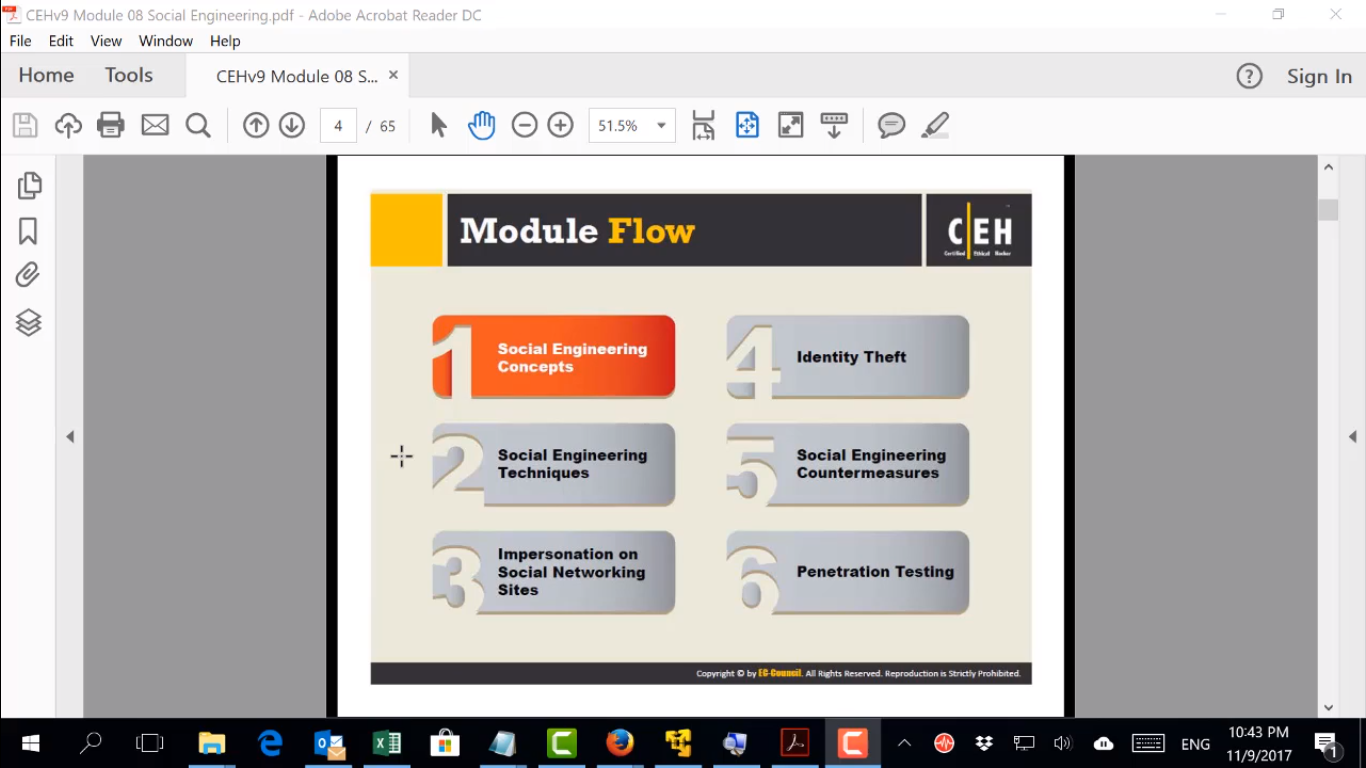 CEHv9 Module 08 Social Engineering.pdf - Adobe Acrobat Reader DC
File Edit View Window Help
Home Tools CEHv9 Module 08 S... ×
? Sign In
4 / 65 51.5%
Module Flow
CEH
Certified Ethical Hacker
1 Social Engineering
Concepts
2 Social Engineering
Techniques
3 Impersonation on
Social Networking
Sites
4 Identity Theft
5 Social Engineering
Countermeasures
6 Penetration Testing
Copyright © by EC-Council. All Rights Reserved. Reproduction is Strictly Prohibited.
ENG
10:43 PM
11/9/2017
1